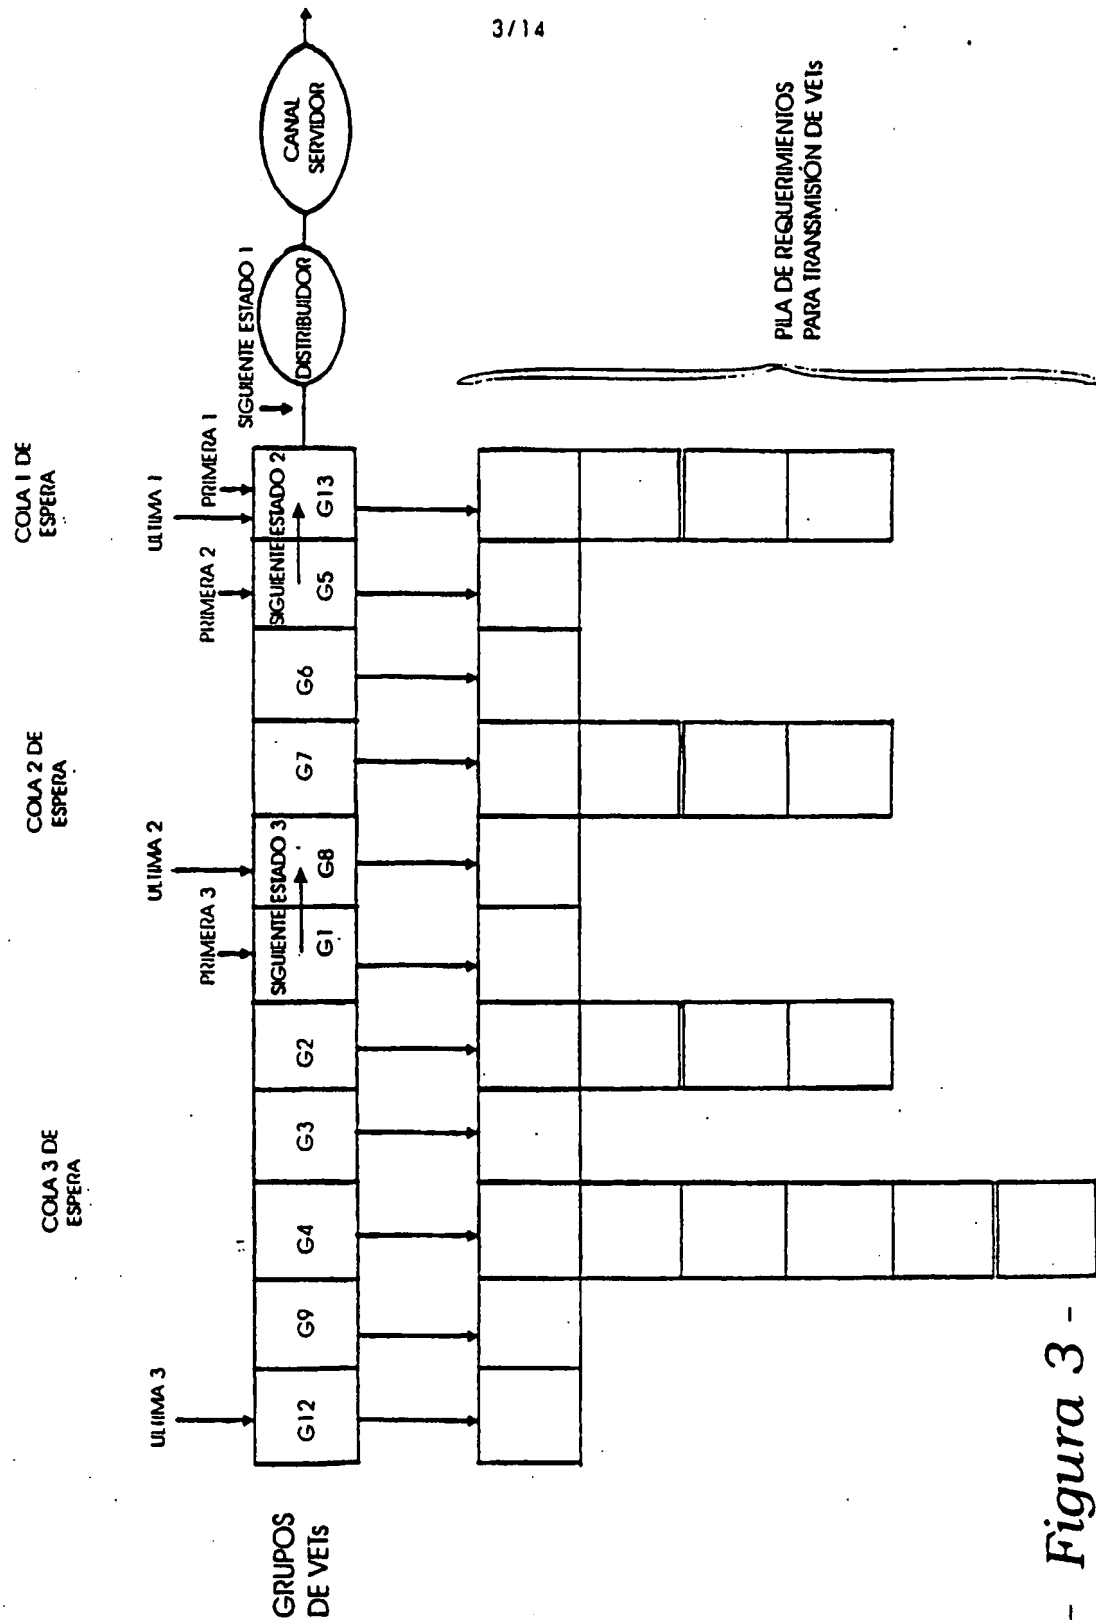 3/14
COLA 3 DE
ESPERA
COLA 2 DE
ESPERA
COLA 1 DE
ESPERA
ULTIMA 3
PRIMERA 3
ULTIMA 2
PRIMERA 2
ULTIMA 1
PRIMERA 1
SIGUIENTE ESTADO 1
GRUPOS
DE VETs
SIGUIENTE ESTADO 3
SIGUIENTE ESTADO 2
G12
G9
G4
G3
G2
G1
G8
G7
G6
G5
G13
DISTRIBUIDOR
CANAL
SERVIDOR
PILA DE REQUERIMIENTOS
PARA TRANSMISIÓN DE VETs
- Figura 3 -